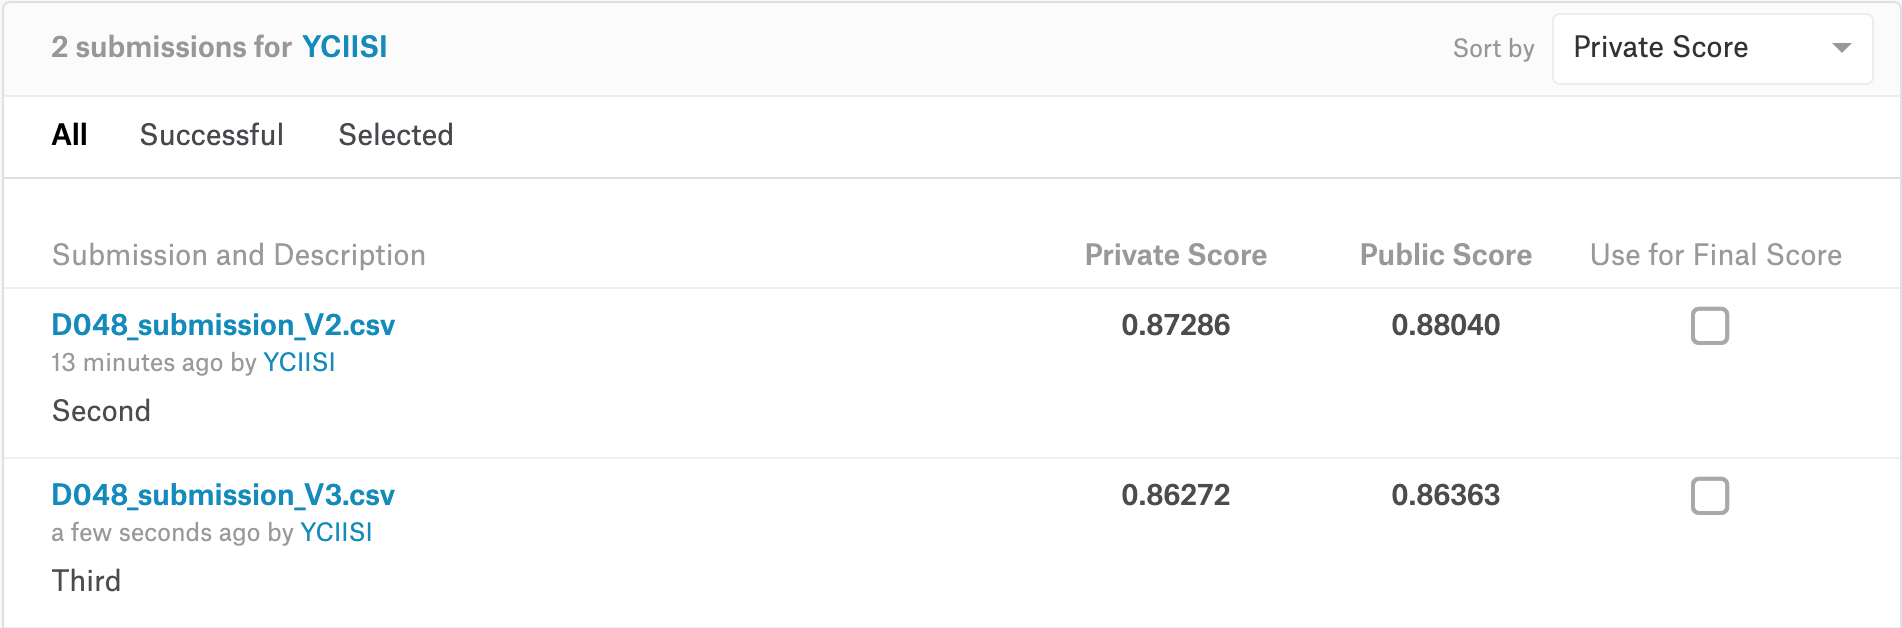 2 submissions for YCIISI
Sort by Private Score
All Successful Selected
Submission and Description Private Score Public Score Use for Final Score
D048_submission_V2.csv 0.87286 0.88040
13 minutes ago by YCIISI
Second
D048_submission_V3.csv 0.86272 0.86363
a few seconds ago by YCIISI
Third